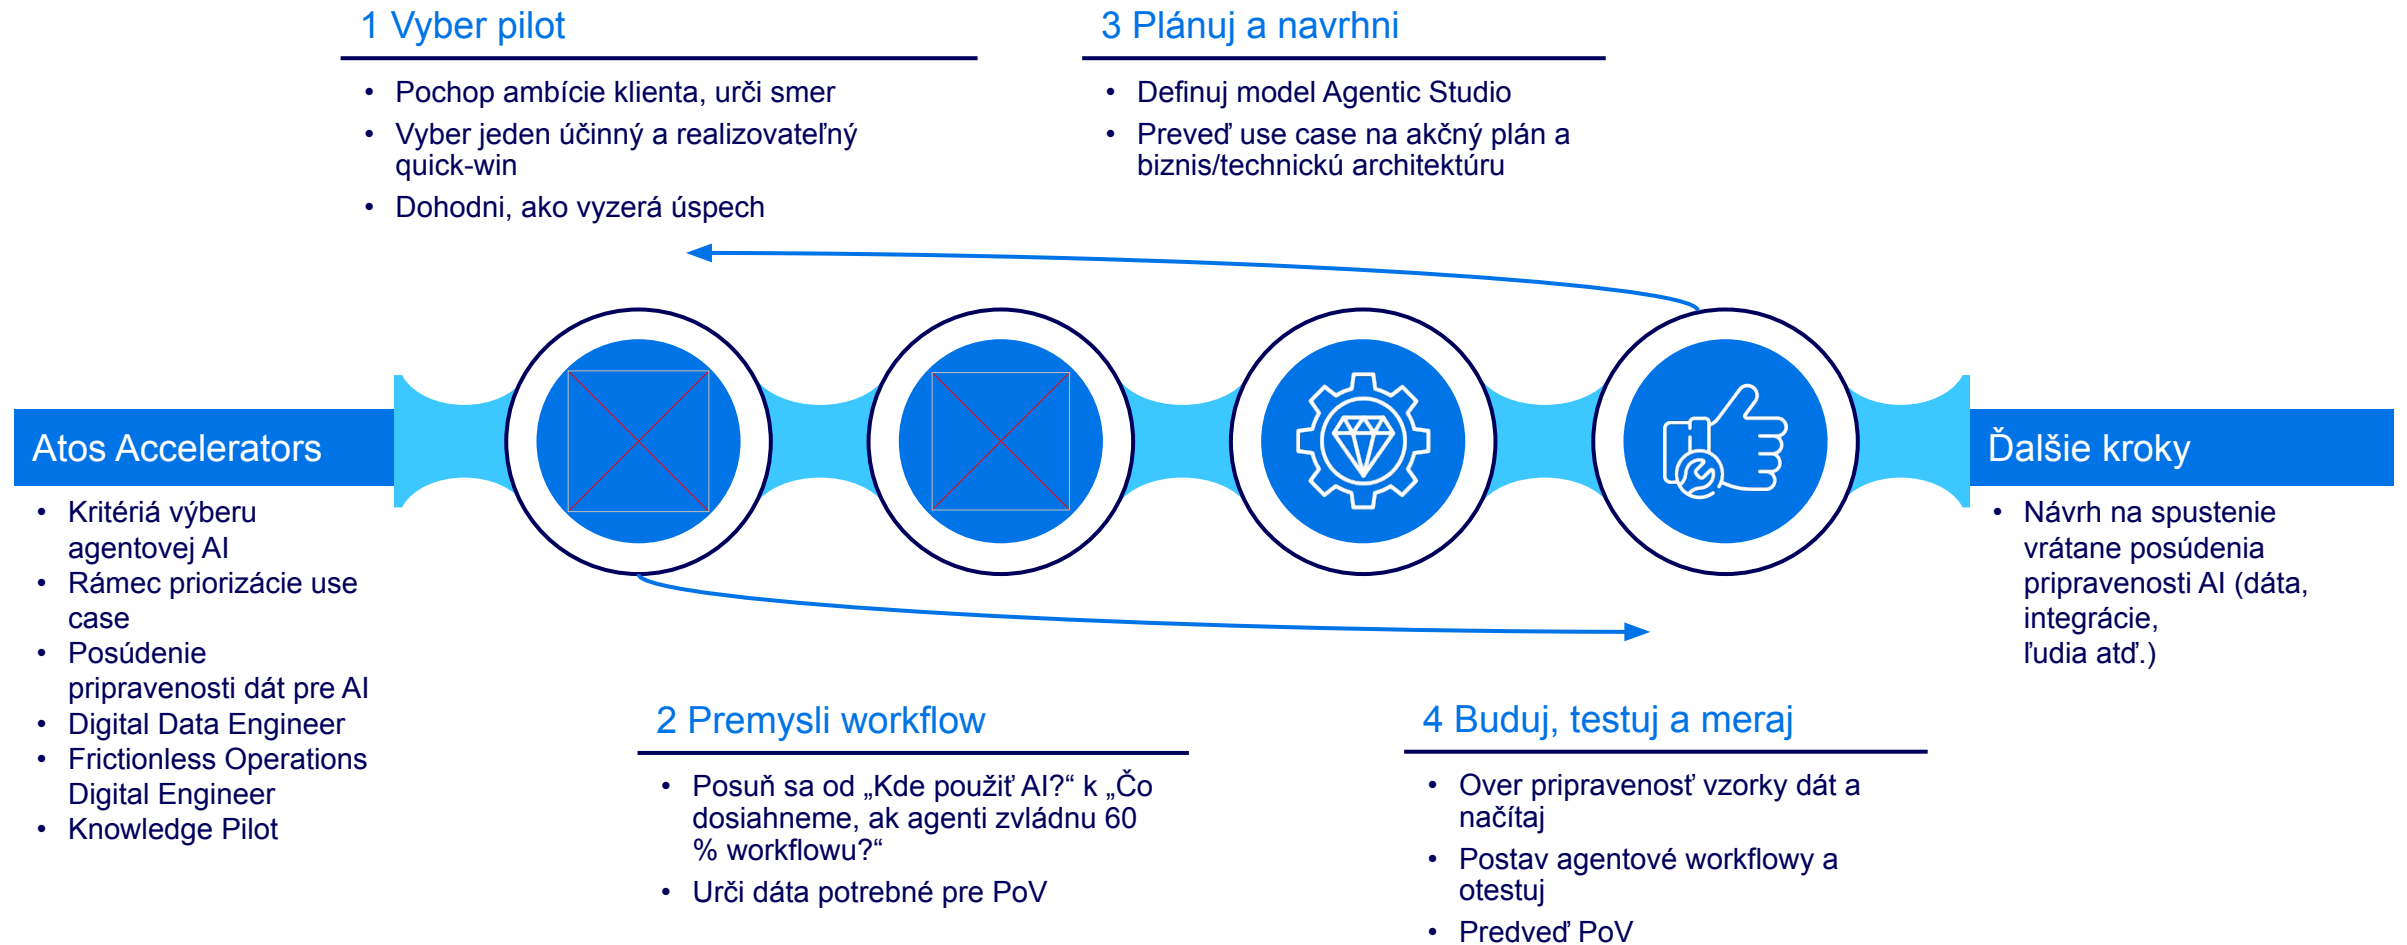 1 Vyber pilot
• Pochop ambície klienta, urči smer
• Vyber jeden účinný a realizovateľný
quick-win
• Dohodni, ako vyzerá úspech
3 Plánuj a navrhni
• Definuj model Agentic Studio
• Preveď use case na akčný plán a
biznis/technickú architektúru
Atos Accelerators
• Kritériá výberu
agentovej AI
• Rámec priorizácie use
case
• Posúdenie
pripravenosti dát pre AI
• Digital Data Engineer
• Frictionless Operations
Digital Engineer
• Knowledge Pilot
Ďalšie kroky
• Návrh na spustenie
vrátane posúdenia
pripravenosti AI (dáta,
integrácie,
ľudia atď.)
2 Premysli workflow
• Posuň sa od „Kde použiť AI?“ k „Čo
dosiahneme, ak agenti zvládnu 60
% workflowu?“
• Urči dáta potrebné pre PoV
4 Buduj, testuj a meraj
• Over pripravenosť vzorky dát a
načítaj
• Postav agentové workflowy a
otestuj
• Predveď PoV